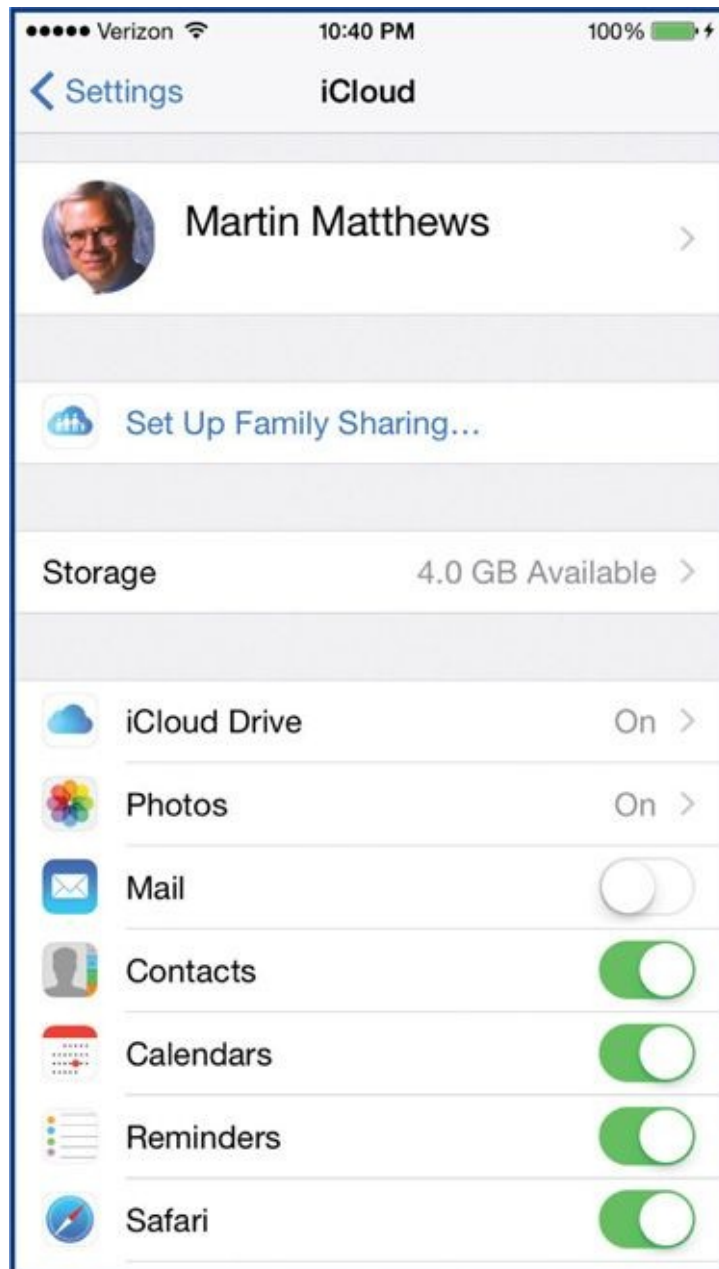 ●●●●● Verizon 10:40 PM 100%
Settings iCloud
Martin Matthews
Set Up Family Sharing...
Storage 4.0 GB Available
iCloud Drive On
Photos On
Mail
Contacts
Calendars
Reminders
Safari